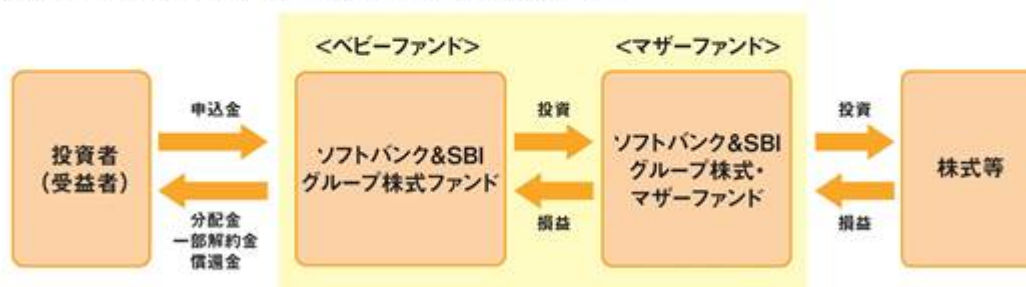 <ベビーファンド>
<マザーファンド>
投資者
(受益者)
申込金
分配金
一部解約金
償還金
ソフトバンク&SBI
グループ株式ファンド
投資
損益
ソフトバンク&SBI
グループ株式・
マザーファンド
投資
損益
株式等